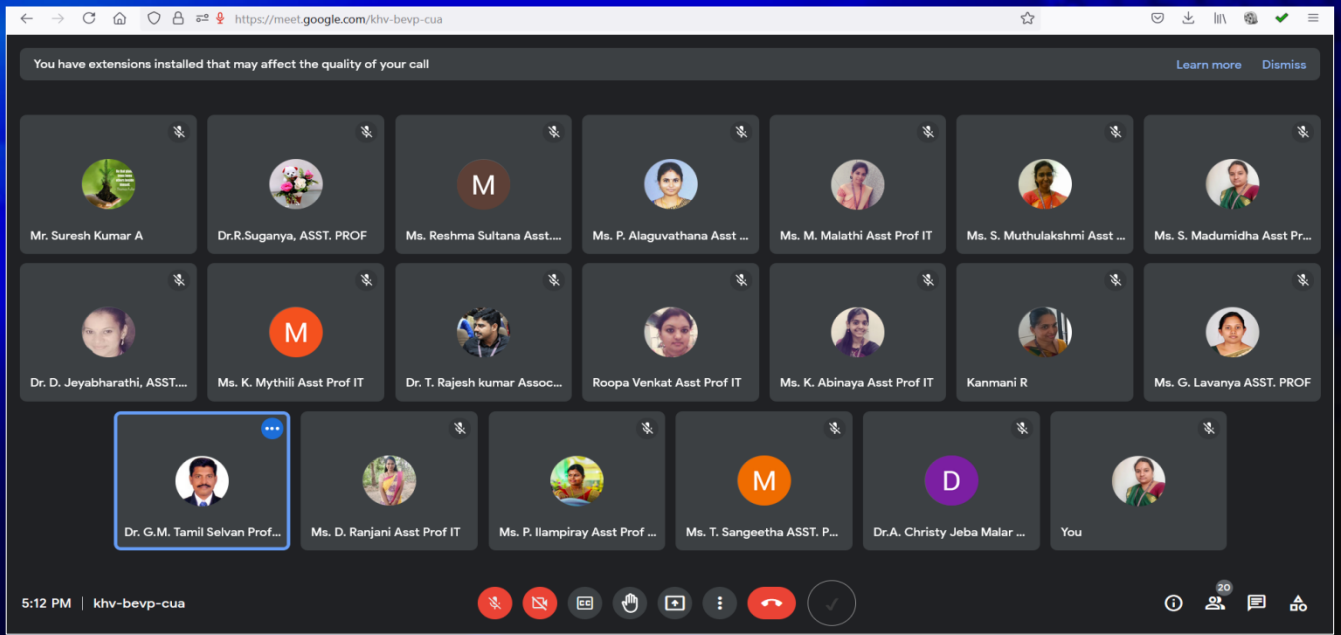 https://meet.google.com/khv-bevp-cua
You have extensions installed that may affect the quality of your call
Learn more
Dismiss
M
Mr. Suresh Kumar A
Dr.R.Suganya, ASST. PROF
Ms. Reshma Sultana Asst....
Ms. P. Alaguvathana Asst ...
Ms. M. Malathi Asst Prof IT
Ms. S. Muthulakshmi Asst ...
Ms. S. Madumidha Asst Pr...
M
Dr. D. Jeyabharathi, ASST....
Ms. K. Mythili Asst Prof IT
Dr. T. Rajesh kumar Assoc...
Roopa Venkat Asst Prof IT
Ms. K. Abinaya Asst Prof IT
Kanmani R
Ms. G. Lavanya ASST. PROF
M
D
Dr. G.M. Tamil Selvan Prof...
Ms. D. Ranjani Asst Prof IT
Ms. P. Ilampiray Asst Prof ...
Ms. T. Sangeetha ASST. P...
Dr.A. Christy Jeba Malar ...
You
5:12 PM | khv-bevp-cua
CC
20